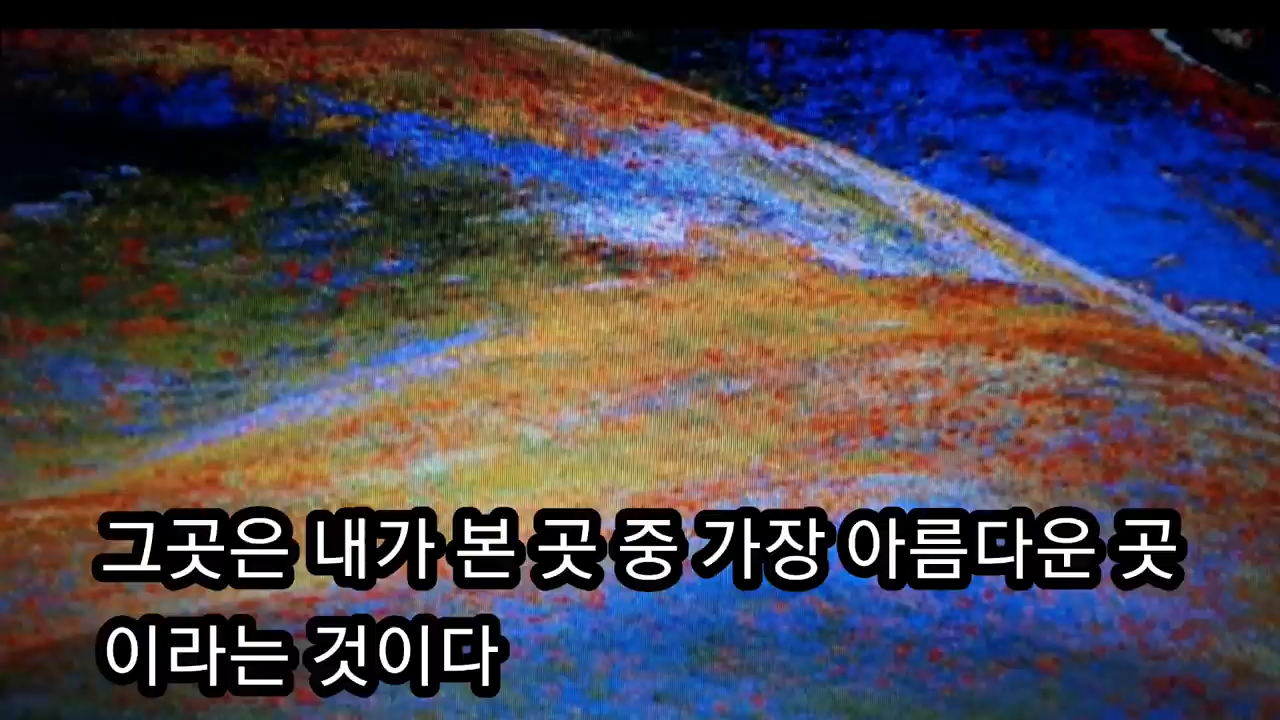 그곳은 내가 본 곳 중 가장 아름다운 곳
이라는 것이다